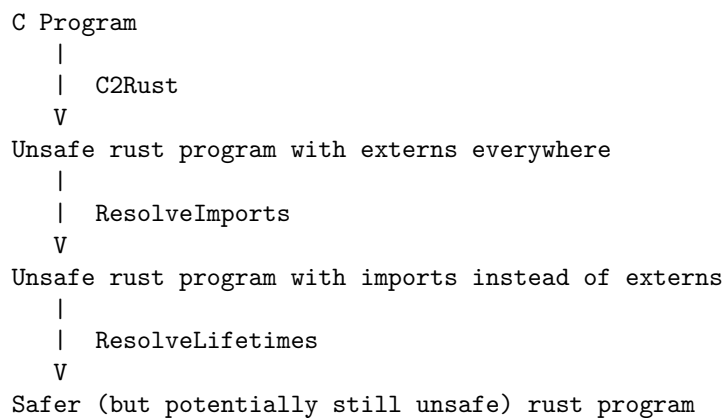 C Program
|
| C2Rust
V
Unsafe rust program with externs everywhere
|
| ResolveImports
V
Unsafe rust program with imports instead of externs
|
| ResolveLifetimes
V
Safer (but potentially still unsafe) rust program